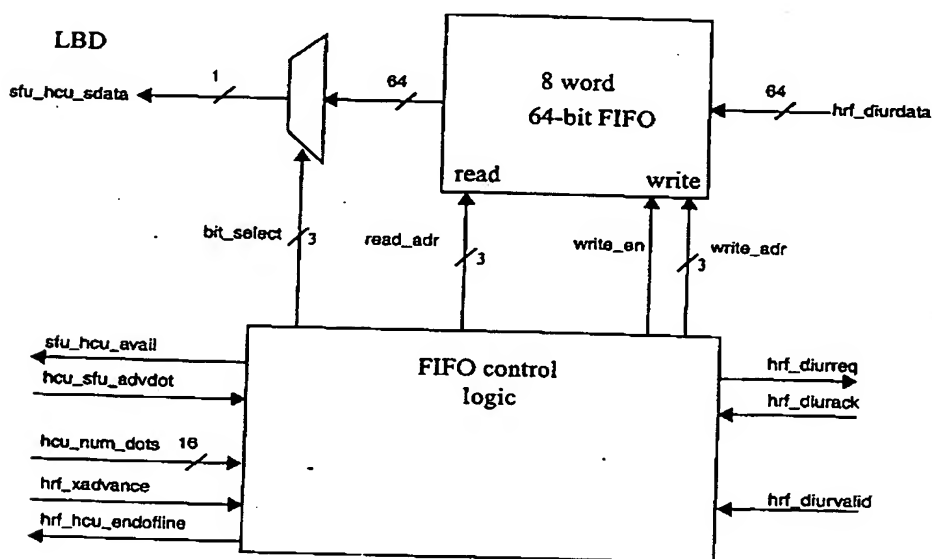 LBD
sfu_hcu_sdata
1
64
8 word
64-bit FIFO
64
hrf_diurdata
read
write
bit_select
3
read_adr
3
write_en
write_adr
3
sfu_hcu_avail
hcu_sfu_advdot
hcu_num_dots
16
hrf_xadvance
hrf_hcu_endofline
FIFO control
logic
hrf_diurreq
hrf_diurack
hrf_diurvalid